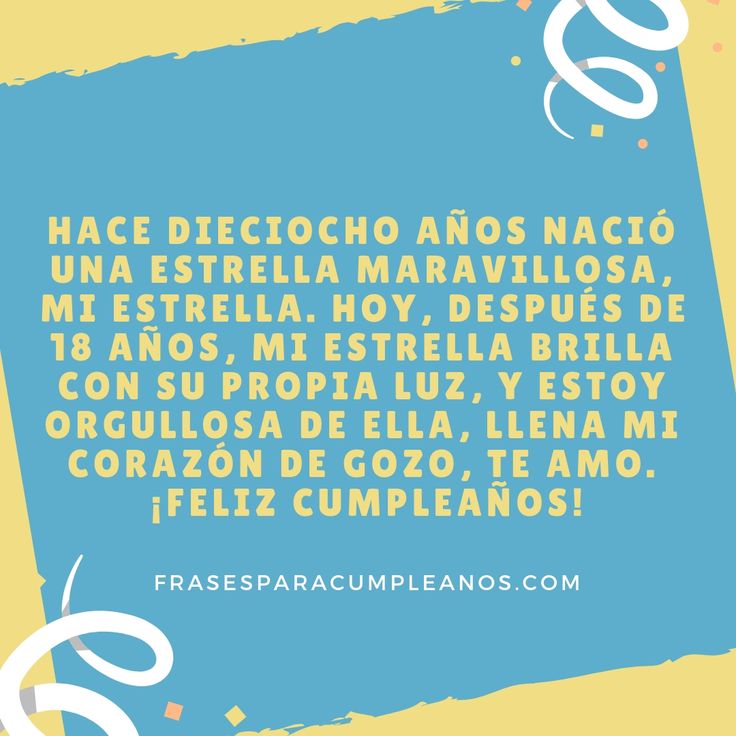 HACE DIECIOCHO AÑOS NACIÓ
UNA ESTRELLA MARAVILLOSA,
MI ESTRELLA. HOY, DESPUÉS DE
18 AÑOS, MI ESTRELLA BRILLA
CON SU PROPIA LUZ, Y ESTOY
ORGULLOSA DE ELLA, LLENA MI
CORAZÓN DE GOZO, TE AMO.
¡FELIZ CUMPLEAÑOS!
FRASESPARACUMPLEANOS.COM